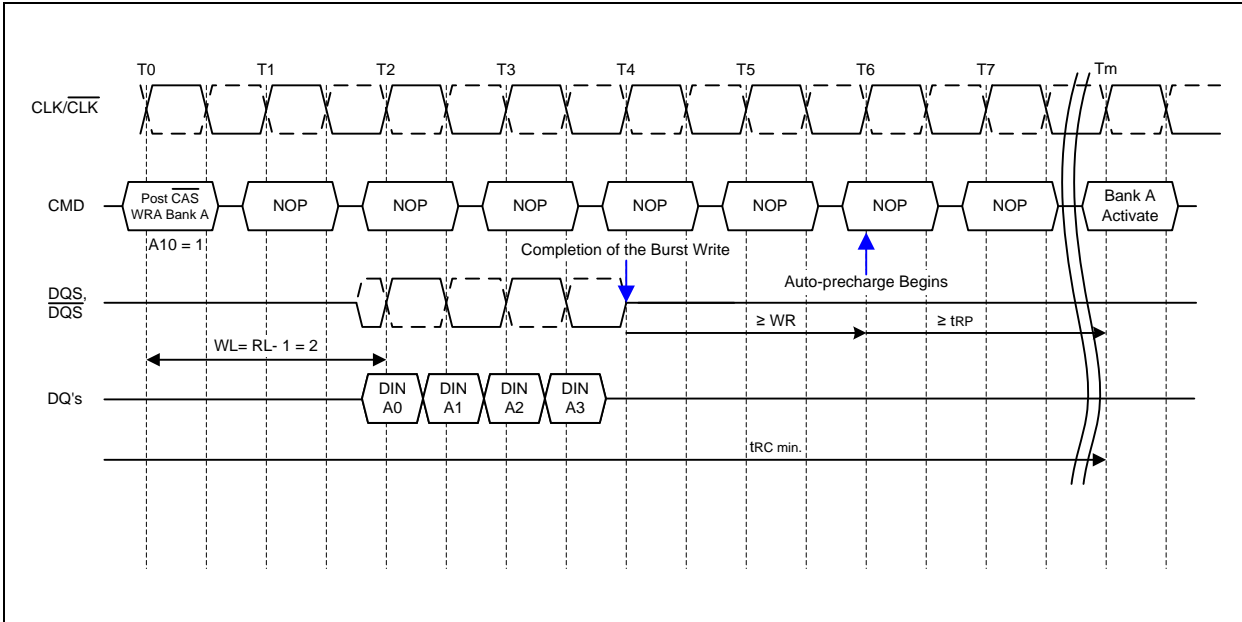 T0 T1 T2 T3 T4 T5 T6 T7 Tm
CLK/CLK
CMD
Post CAS
WRA Bank A
NOP NOP NOP NOP NOP NOP NOP
Bank A
Activate
A10 = 1
Completion of the Burst Write
Auto-precharge Begins
DQS,
DQS
≥ WR
≥ tRP
WL= RL- 1 = 2
DQ's
DIN
A0
DIN
A1
DIN
A2
DIN
A3
tRC min.